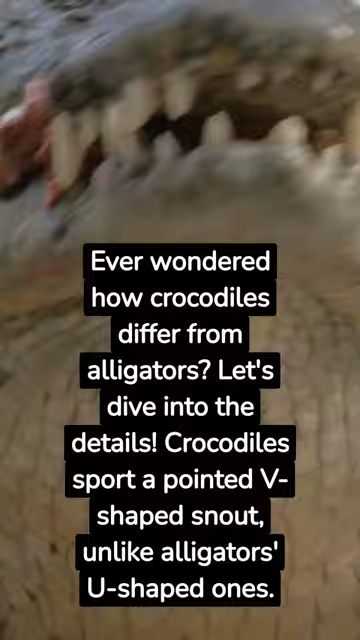 Ever wondered
how crocodiles
differ from
alligators? Let's
dive into the
details! Crocodiles
sport a pointed V-
shaped snout,
unlike alligators'
U-shaped ones.